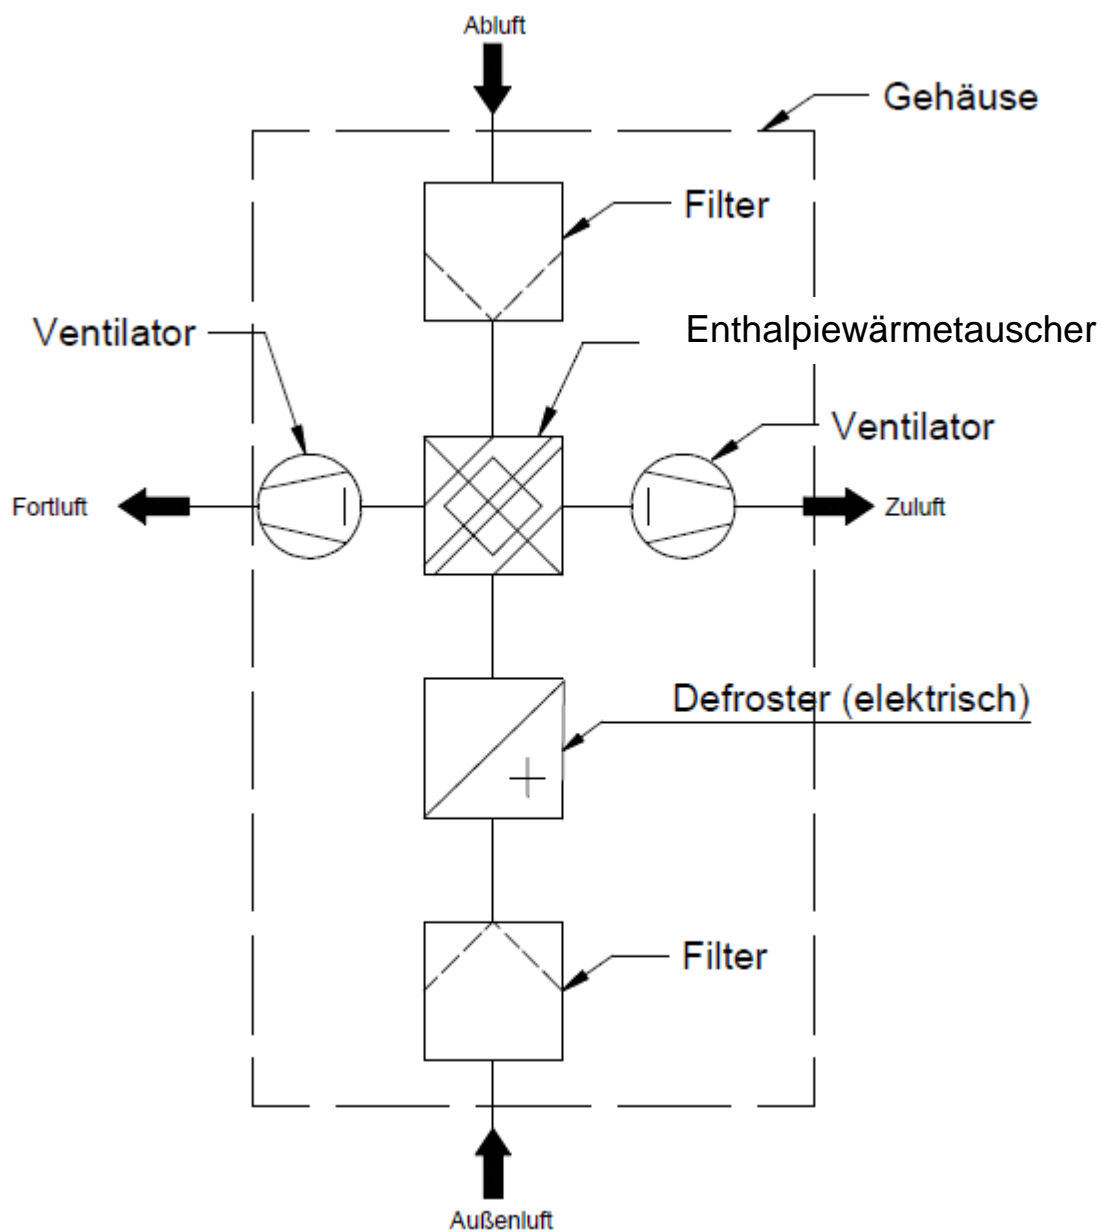 Abluft
Gehäuse
Filter
Ventilator
Enthalpiewärmetauscher
Ventilator
Fortluft
Zuluft
Defroster (elektrisch)
Filter
Außenluft